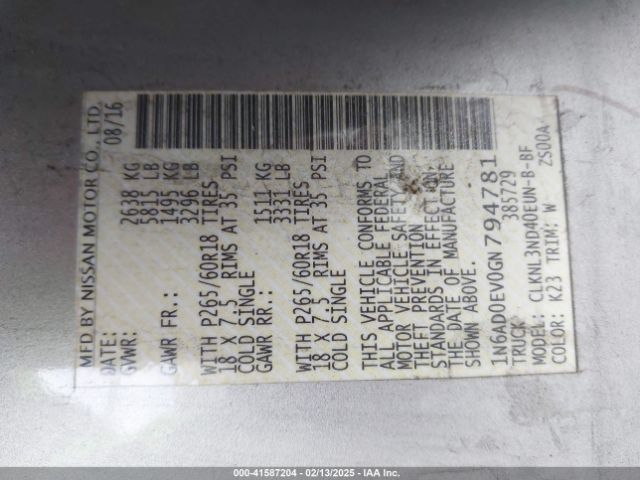 MFD BY NISSAN MOTOR CO., LTD.
DATE: 08/16
GVWR: 2638 KG
5815 LB
GAWR FR.: 1495 KG
3296 LB
WITH P265/60R18 TIRES
18 X 7.5 RIMS AT 35 PSI
COLD SINGLE
GAWR RR.: 1511 KG
3331 LB
WITH P265/60R18 TIRES
18 X 7.5 RIMS AT 35 PSI
COLD SINGLE
THIS VEHICLE CONFORMS TO
ALL APPLICABLE FEDERAL
MOTOR VEHICLE SAFETY AND
THEFT PREVENTION
STANDARDS IN EFFECT ON
THE DATE OF MANUFACTURE
SHOWN ABOVE.
1N6AD0EV0GN794781
TRUCK 385729
MODEL: CLKNL3ND40EUN-B-BF
COLOR: K23 TRIM: W ZS00A
000-41587204 - 02/13/2025 - IAA Inc.